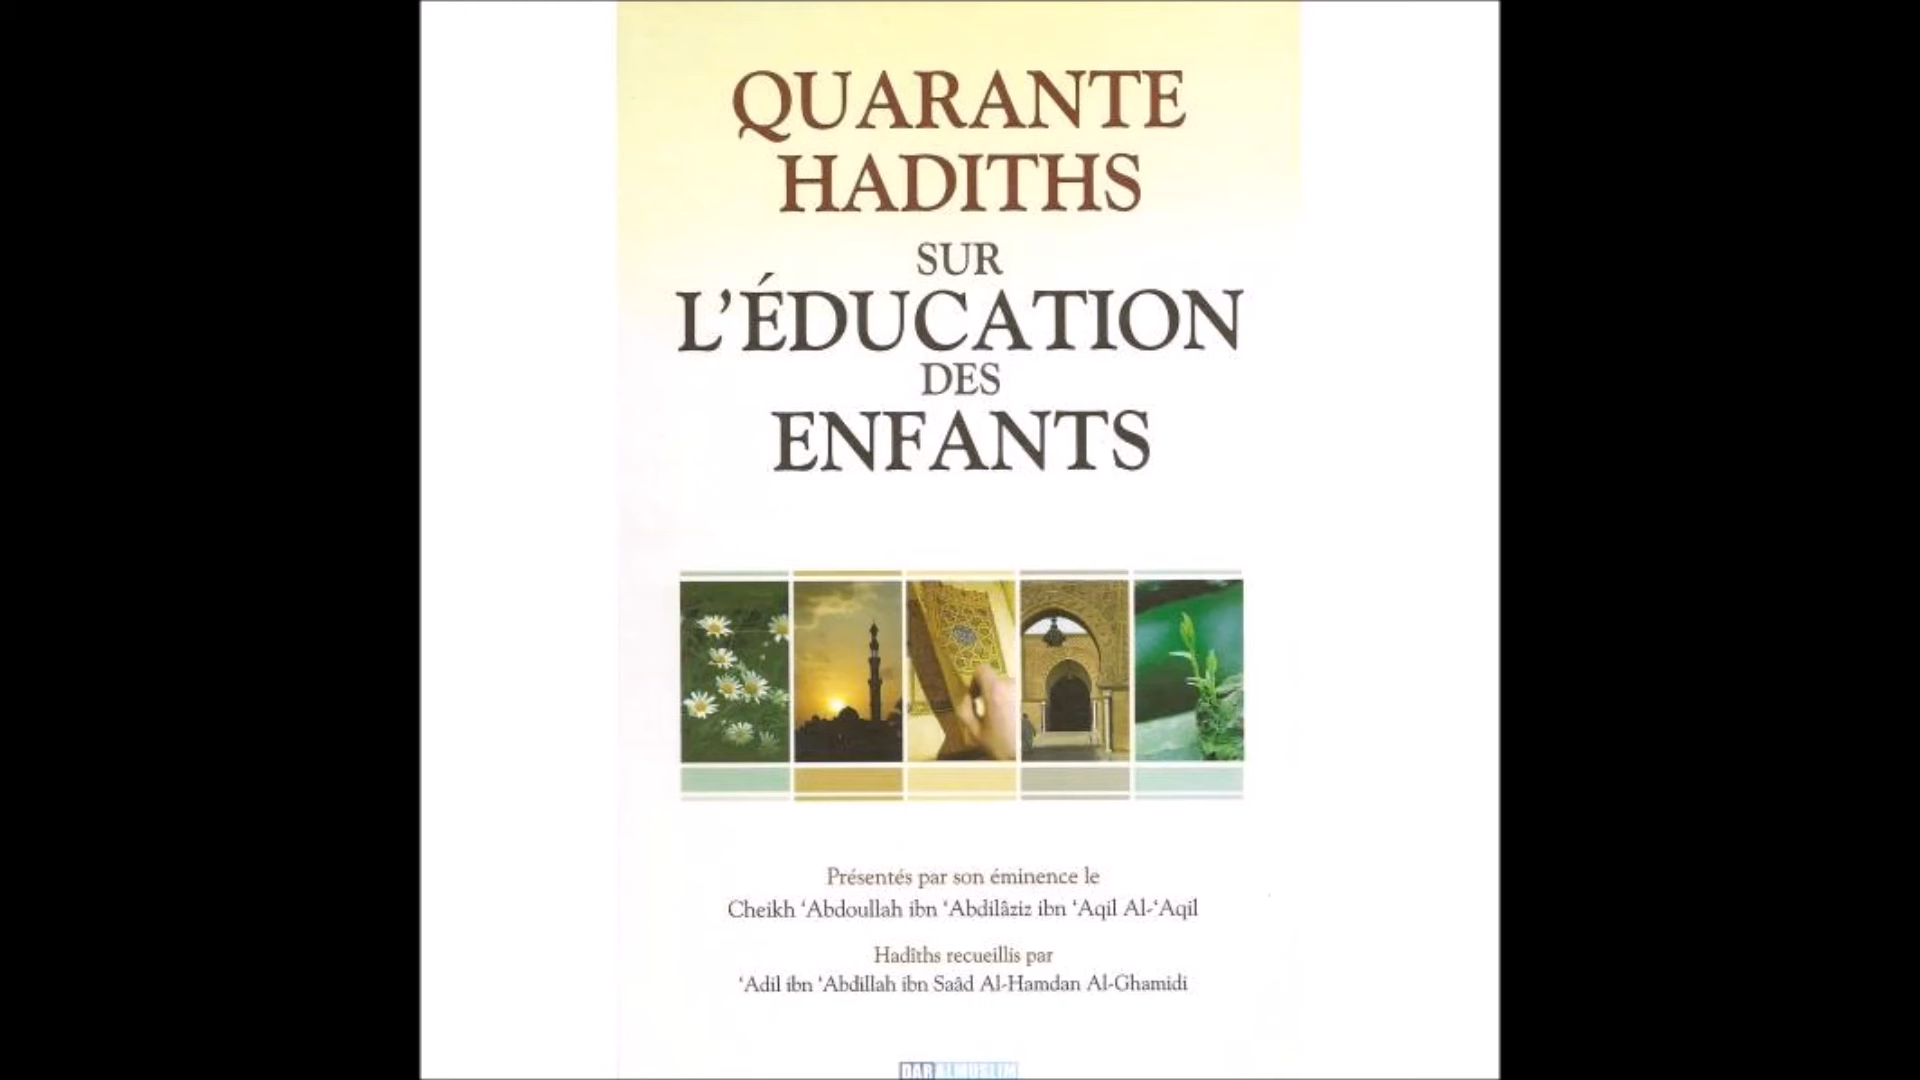 QUARANTE
HADITHS
SUR
L'ÉDUCATION
DES
ENFANTS
Présentés par son éminence le
Cheikh ‘Abdoullah ibn ‘Abdilâziz ibn ‘Aqil Al-‘Aqil
Hadîths recueillis par
‘Adil ibn ‘Abdillah ibn Saâd Al-Hamdan Al-Ghamidi
DAR ALMUSLIM